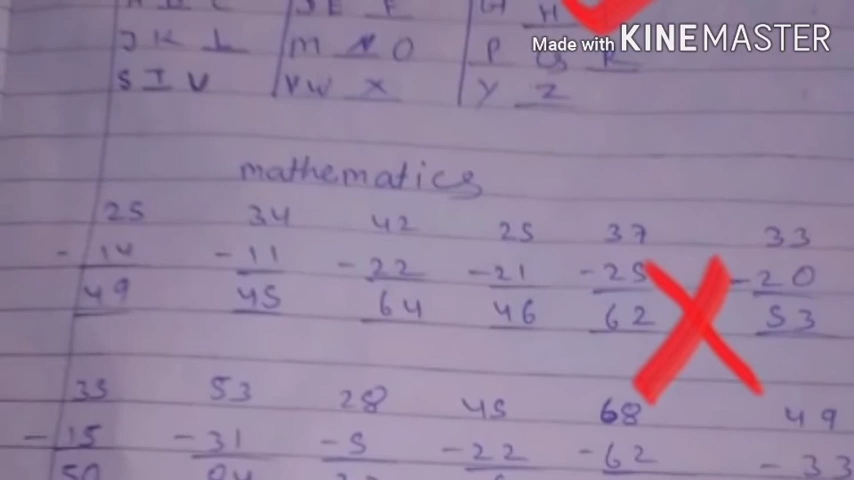 Made with KINEMASTER
J K L M N O P Q R
S T V V W X Y Z
mathematics
25 34 42 25 37 33
- 14 - 11 - 22 - 21 - 25 - 20
49 45 64 46 62 53
35 53 28 45 68 49
- 15 - 31 - 5 - 22 - 62 - 33
50